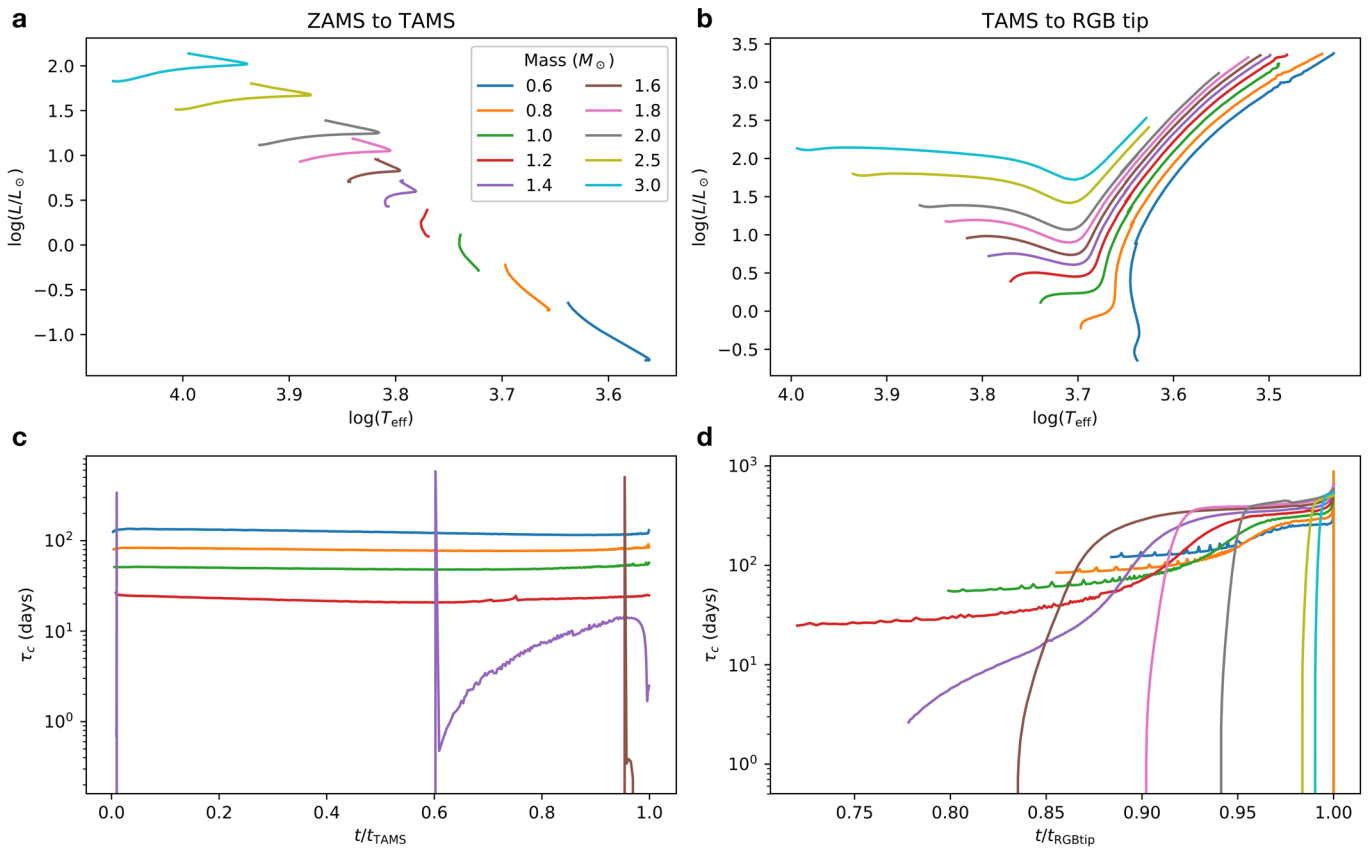 a
ZAMS to TAMS
log(L/L⊙)
2.0
1.5
1.0
0.5
0.0
−0.5
−1.0
Mass (M⊙)
0.6 1.6
0.8 1.8
1.0 2.0
1.2 2.5
1.4 3.0
4.0 3.9 3.8 3.7 3.6
log(Teff)
b
TAMS to RGB tip
log(L/L⊙)
3.5
3.0
2.5
2.0
1.5
1.0
0.5
0.0
−0.5
4.0 3.9 3.8 3.7 3.6 3.5
log(Teff)
c
τc (days)
10²
10¹
10⁰
0.0 0.2 0.4 0.6 0.8 1.0
t/tTAMS
d
τc (days)
10³
10²
10¹
10⁰
0.75 0.80 0.85 0.90 0.95 1.00
t/tRGBtip